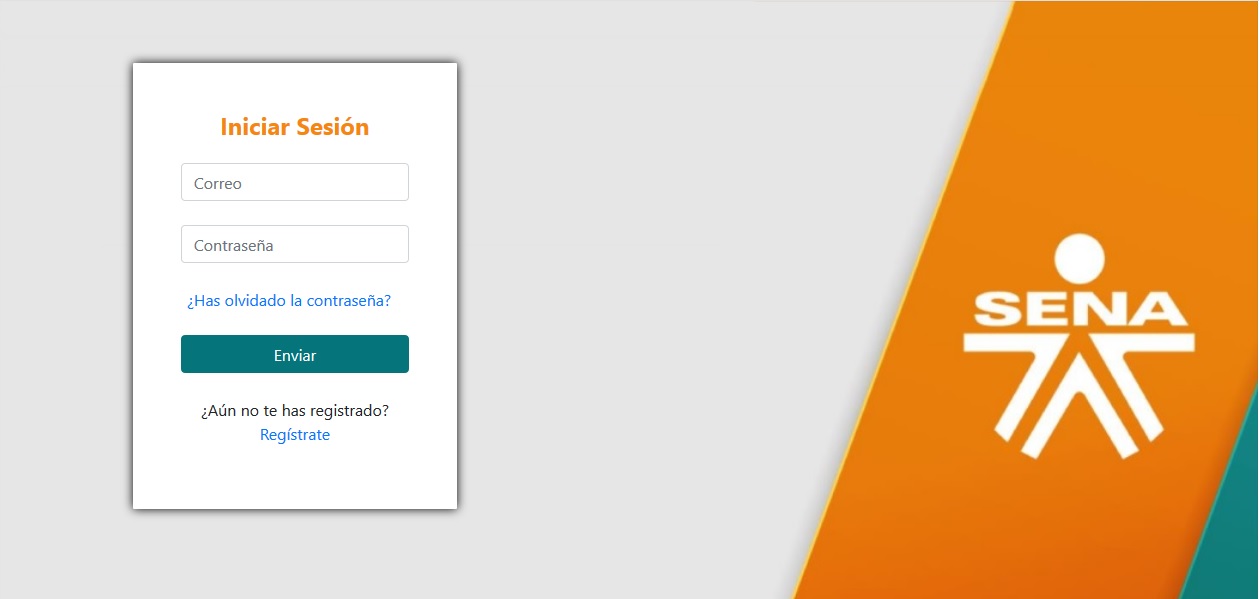 Iniciar Sesión
Correo
Contraseña
¿Has olvidado la contraseña?
Enviar
¿Aún no te has registrado?
Regístrate
SENA